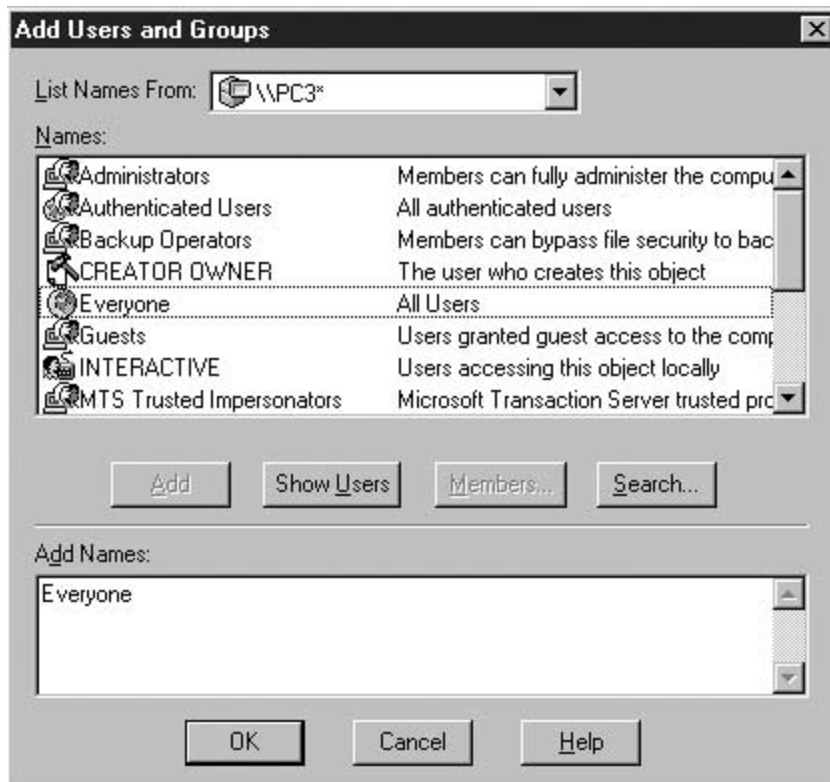 Add Users and Groups
List Names From: \\PC3*
Names:
Administrators Members can fully administer the compu
Authenticated Users All authenticated users
Backup Operators Members can bypass file security to bac
CREATOR OWNER The user who creates this object
Everyone All Users
Guests Users granted guest access to the comp
INTERACTIVE Users accessing this object locally
MTS Trusted Impersonators Microsoft Transaction Server trusted prc
Add Show Users Members... Search...
Add Names:
Everyone
OK Cancel Help